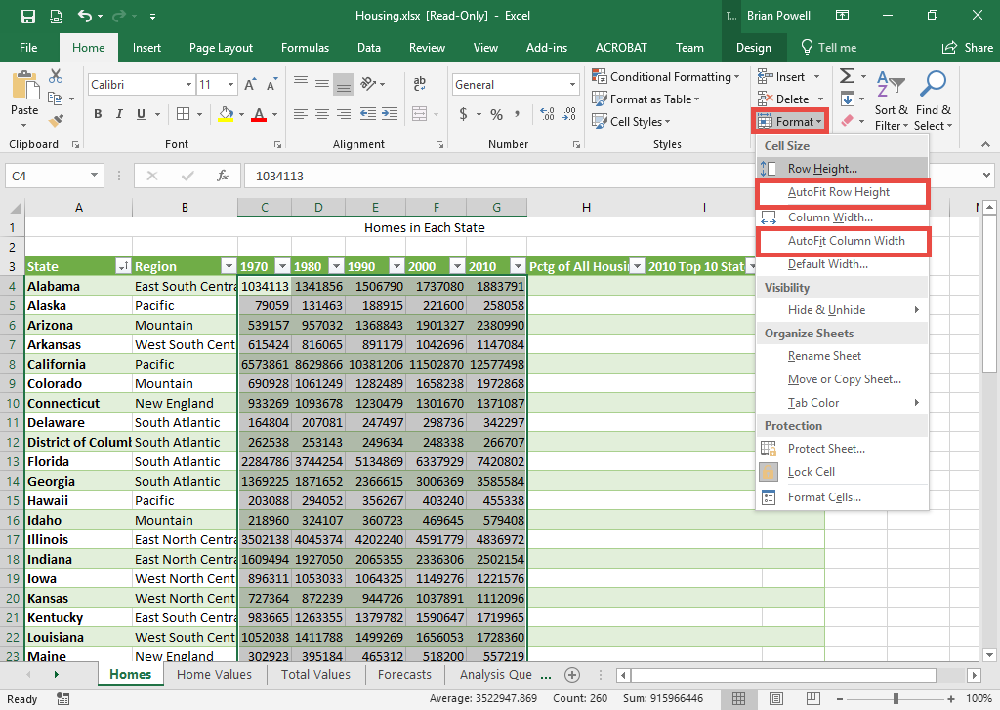 Housing.xlsx [Read-Only] - Excel
T...
Brian Powell
File Home Insert Page Layout Formulas Data Review View Add-ins ACROBAT Team Design Tell me Share
Paste
Clipboard
Calibri 11
B I U
Font
Alignment
General
$ % ,
Number
Conditional Formatting
Format as Table
Cell Styles
Styles
Insert
Delete
Format
Sort & Filter
Find & Select
C4 fx 1034113
Cell Size
Row Height...
AutoFit Row Height
Column Width...
AutoFit Column Width
Default Width...
Visibility
Hide & Unhide
Organize Sheets
Rename Sheet
Move or Copy Sheet...
Tab Color
Protection
Protect Sheet...
Lock Cell
Format Cells...
A B C D E F G H I
1 Homes in Each State
2
3 State Region 1970 1980 1990 2000 2010 Pctg of All Housin 2010 Top 10 Stat
4 Alabama East South Centra 1034113 1341856 1506790 1737080 1883791
5 Alaska Pacific 79059 131463 188915 221600 258058
6 Arizona Mountain 539157 957032 1368843 1901327 2380990
7 Arkansas West South Cent 615424 816065 891179 1042696 1147084
8 California Pacific 6573861 8629866 10381206 11502870 12577498
9 Colorado Mountain 690928 1061249 1282489 1658238 1972868
10 Connecticut New England 933269 1093678 1230479 1301670 1371087
11 Delaware South Atlantic 164804 207081 247497 298736 342297
12 District of Columb South Atlantic 262538 253143 249634 248338 266707
13 Florida South Atlantic 2284786 3744254 5134869 6337929 7420802
14 Georgia South Atlantic 1369225 1871652 2366615 3006369 3585584
15 Hawaii Pacific 203088 294052 356267 403240 455338
16 Idaho Mountain 218960 324107 360723 469645 579408
17 Illinois East North Centra 3502138 4045374 4202240 4591779 4836972
18 Indiana East North Centra 1609494 1927050 2065355 2336306 2502154
19 Iowa West North Cent 896311 1053033 1064325 1149276 1221576
20 Kansas West North Cent 727364 872239 944726 1037891 1112096
21 Kentucky East South Centra 983665 1263355 1379782 1590647 1719965
22 Louisiana West South Cent 1052038 1411788 1499269 1656053 1728360
23 Maine New England 302923 395184 465312 518200 557219
Homes Home Values Total Values Forecasts Analysis Que ...
Ready Average: 3522947.869 Count: 260 Sum: 915966446 100%